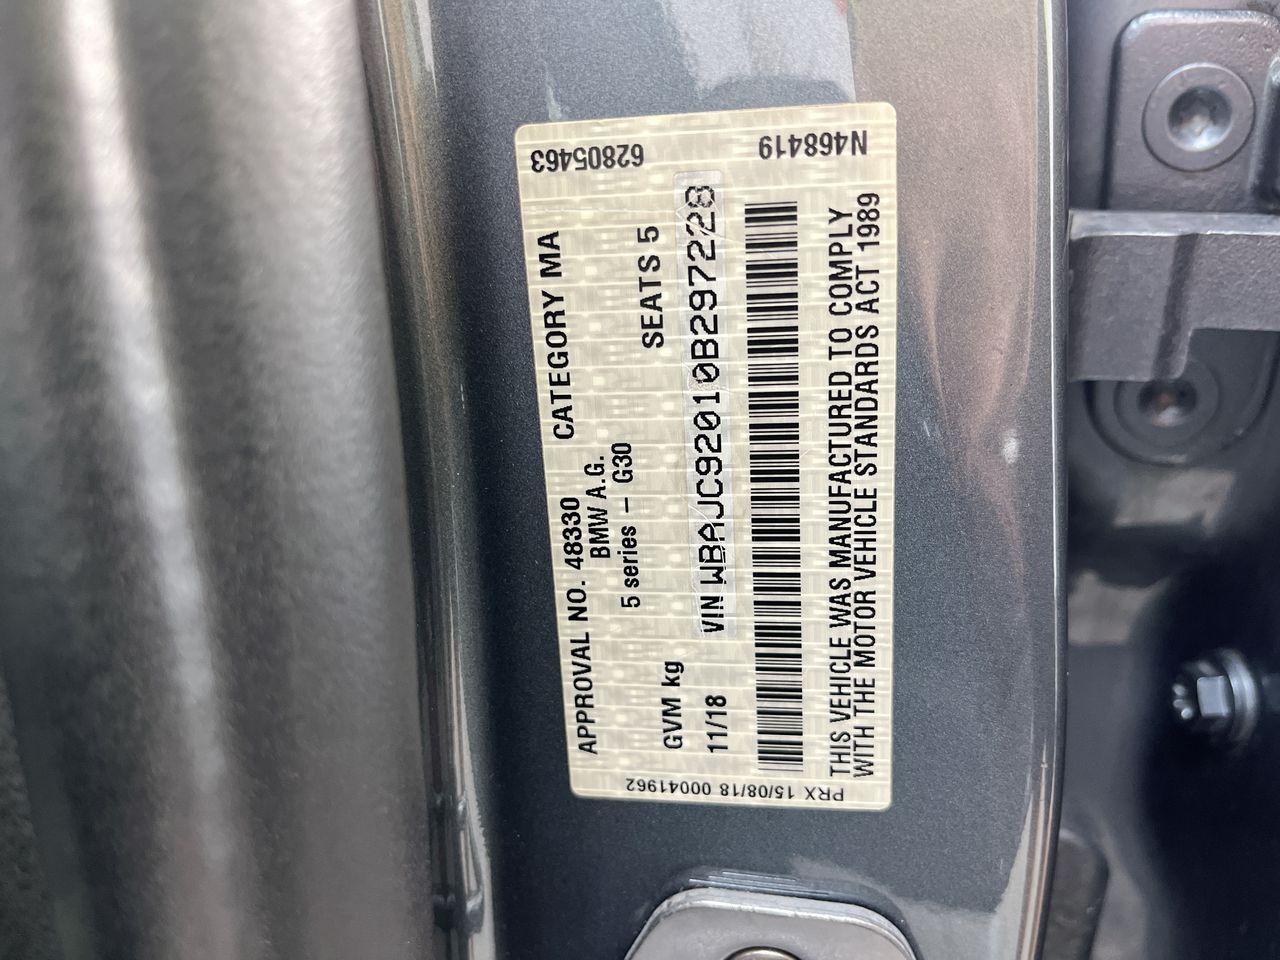 APPROVAL NO. 48330 CATEGORY MA
BMW A.G.
5 series – G30
GVM kg SEATS 5
11/18 VIN WBAJC92010B297228
THIS VEHICLE WAS MANUFACTURED TO COMPLY
WITH THE MOTOR VEHICLE STANDARDS ACT 1989
62805463
N468419
PRX 15/08/18 00041962